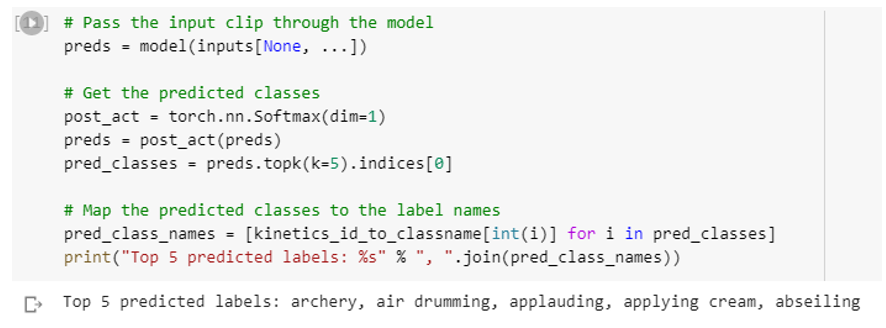 [11] # Pass the input clip through the model
preds = model(inputs[None, ...])
# Get the predicted classes
post_act = torch.nn.Softmax(dim=1)
preds = post_act(preds)
pred_classes = preds.topk(k=5).indices[0]
# Map the predicted classes to the label names
pred_class_names = [kinetics_id_to_classname[int(i)] for i in pred_classes]
print("Top 5 predicted labels: %s" % ", ".join(pred_class_names))
Top 5 predicted labels: archery, air drumming, applauding, applying cream, abseiling